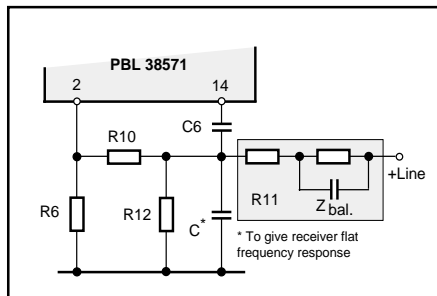 PBL 38571
2
14
C6
R10
R11
+Line
R6
R12
C*
Z bal.
* To give receiver flat
frequency response